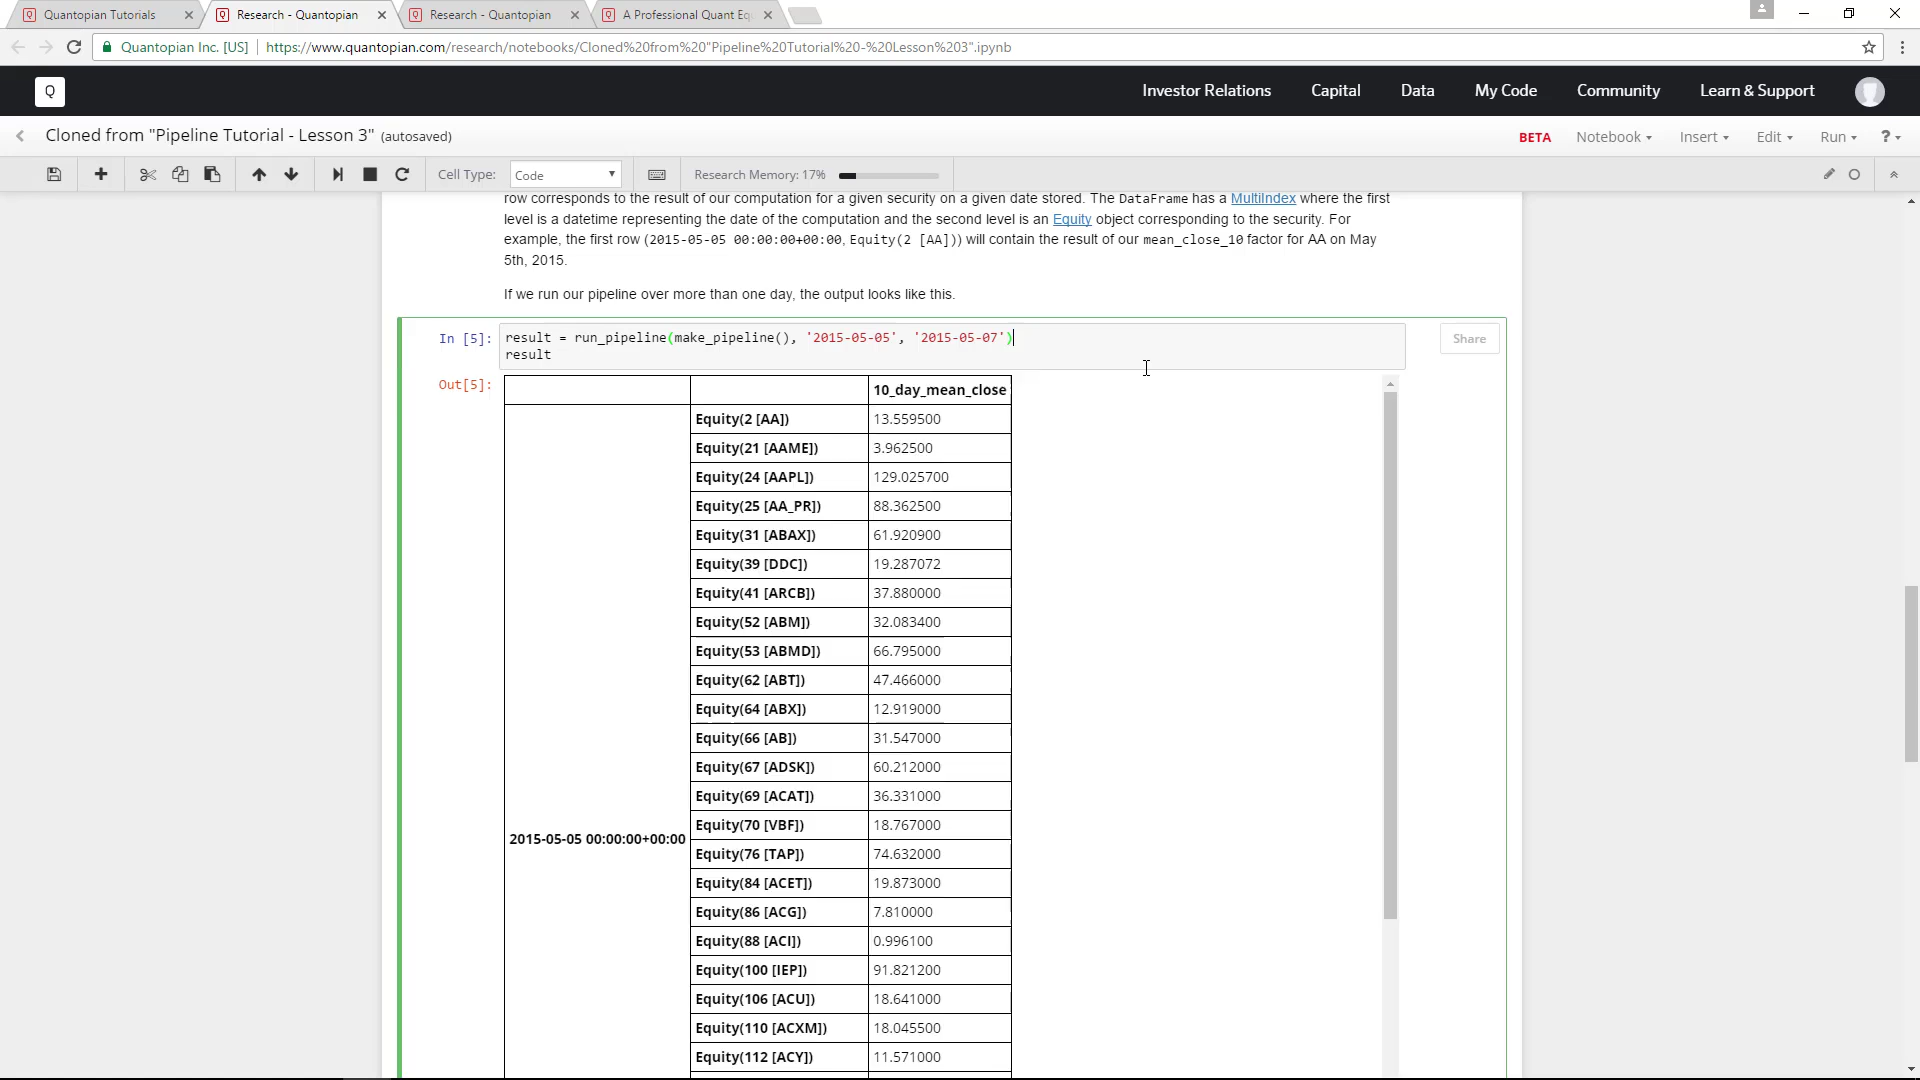 Quantopian Tutorials
Research - Quantopian
Research - Quantopian
A Professional Quant Eq
Quantopian Inc. [US]
https://www.quantopian.com/research/notebooks/Cloned%20from%20"Pipeline%20Tutorial%20-%20Lesson%203".ipynb
Q
Investor Relations
Capital
Data
My Code
Community
Learn & Support
Cloned from "Pipeline Tutorial - Lesson 3" (autosaved)
BETA
Notebook
Insert
Edit
Run
?
Cell Type:
Code
Research Memory: 17%
row corresponds to the result of our computation for a given security on a given date stored. The DataFrame has a MultiIndex where the first
level is a datetime representing the date of the computation and the second level is an Equity object corresponding to the security. For
example, the first row (2015-05-05 00:00:00+00:00, Equity(2 [AA])) will contain the result of our mean_close_10 factor for AA on May
5th, 2015.
If we run our pipeline over more than one day, the output looks like this.
In [5]:
result = run_pipeline(make_pipeline(), '2015-05-05', '2015-05-07')
result
Share
Out[5]:
10_day_mean_close
2015-05-05 00:00:00+00:00
Equity(2 [AA]) 13.559500
Equity(21 [AAME]) 3.962500
Equity(24 [AAPL]) 129.025700
Equity(25 [AA_PR]) 88.362500
Equity(31 [ABAX]) 61.920900
Equity(39 [DDC]) 19.287072
Equity(41 [ARCB]) 37.880000
Equity(52 [ABM]) 32.083400
Equity(53 [ABMD]) 66.795000
Equity(62 [ABT]) 47.466000
Equity(64 [ABX]) 12.919000
Equity(66 [AB]) 31.547000
Equity(67 [ADSK]) 60.212000
Equity(69 [ACAT]) 36.331000
Equity(70 [VBF]) 18.767000
Equity(76 [TAP]) 74.632000
Equity(84 [ACET]) 19.873000
Equity(86 [ACG]) 7.810000
Equity(88 [ACI]) 0.996100
Equity(100 [IEP]) 91.821200
Equity(106 [ACU]) 18.641000
Equity(110 [ACXM]) 18.045500
Equity(112 [ACY]) 11.571000